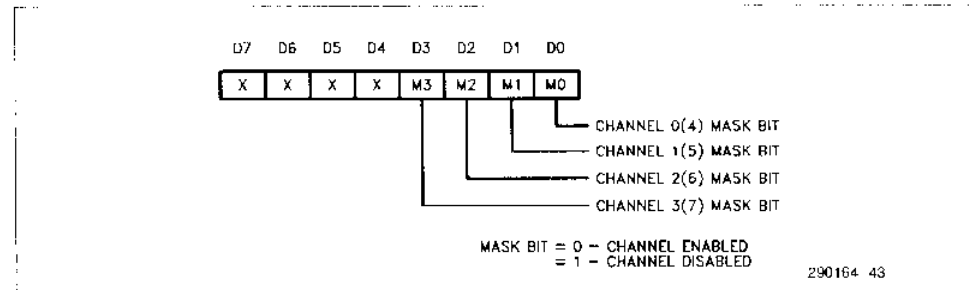 D7 D6 D5 D4 D3 D2 D1 D0
X X X X M3 M2 M1 M0
CHANNEL 0(4) MASK BIT
CHANNEL 1(5) MASK BIT
CHANNEL 2(6) MASK BIT
CHANNEL 3(7) MASK BIT
MASK BIT = 0 – CHANNEL ENABLED
= 1 – CHANNEL DISABLED
290164 43